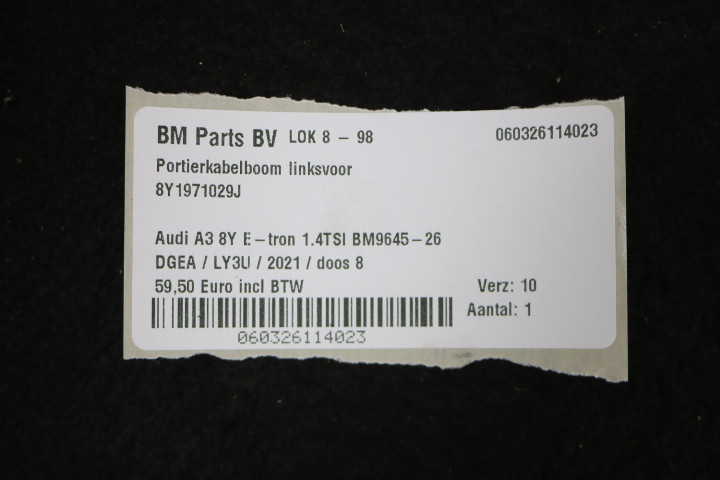 BM Parts BV LOK 8 - 98 060326114023
Portierkabelboom linksvoor
8Y1971029J
Audi A3 8Y E-tron 1.4TSI BM9645-26
DGEA / LY3U / 2021 / doos 8
59,50 Euro incl BTW Verz: 10
Aantal: 1
060326114023